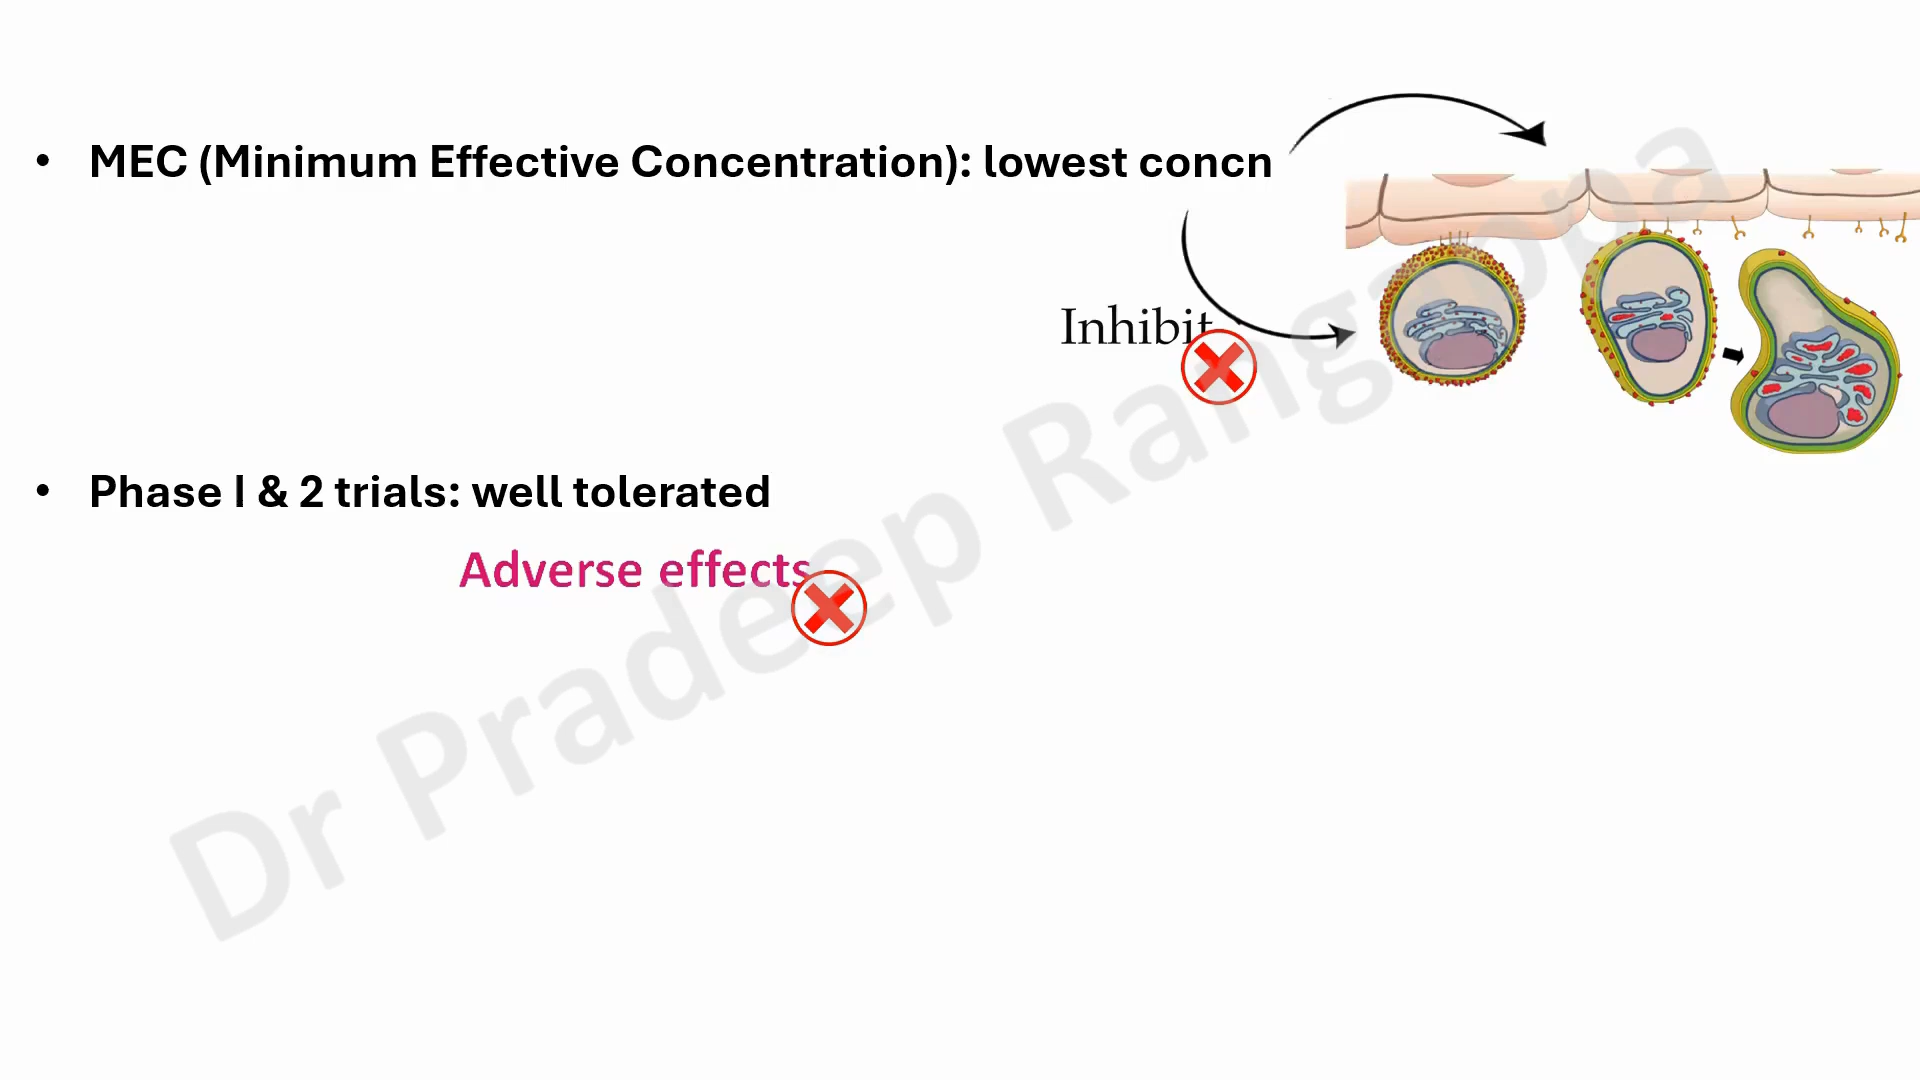 • MEC (Minimum Effective Concentration): lowest concn
Inhibit
• Phase I & 2 trials: well tolerated
Adverse effects
Dr Pradeep Rangappa